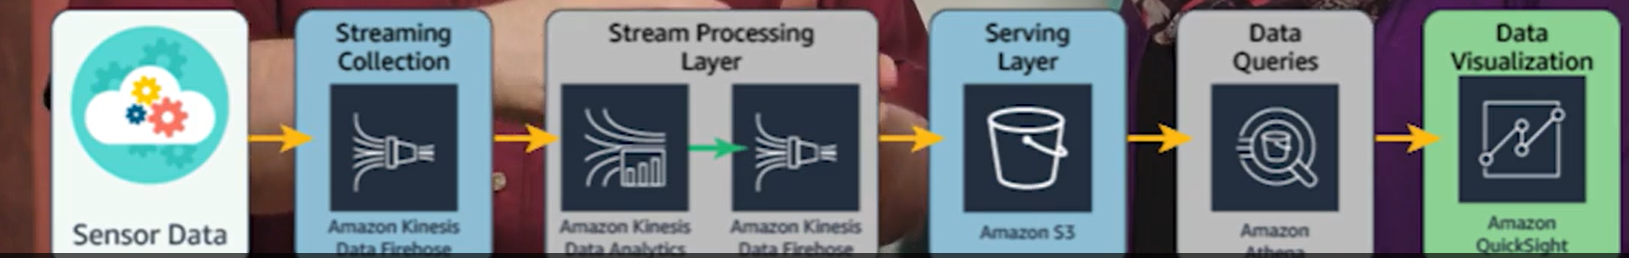 Sensor Data
Streaming
Collection
Amazon Kinesis
Data Firehose
Stream Processing
Layer
Amazon Kinesis
Data Analytics
Amazon Kinesis
Data Firehose
Serving
Layer
Amazon S3
Data
Queries
Amazon
Athena
Data
Visualization
Amazon
QuickSight